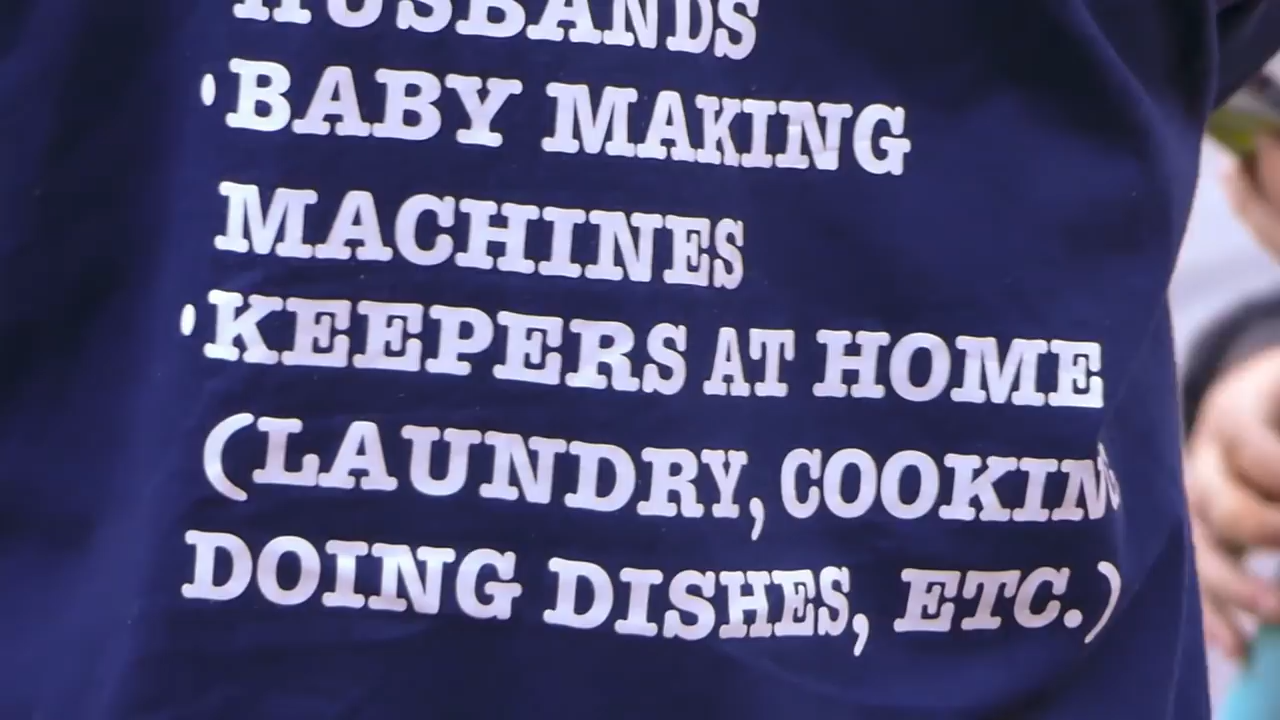 HUSBANDS
•BABY MAKING
MACHINES
•KEEPERS AT HOME
(LAUNDRY, COOKING
DOING DISHES, ETC.)